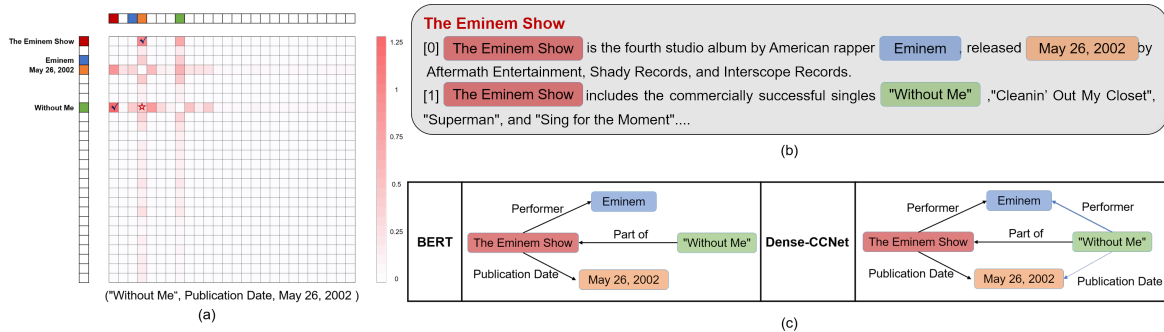 The Eminem Show
Eminem
May 26, 2002
Without Me
1.25
1
0.75
0.5
0.25
0
("Without Me“, Publication Date, May 26, 2002 )
(a)
The Eminem Show
[0] The Eminem Show is the fourth studio album by American rapper Eminem, released May 26, 2002 by
Aftermath Entertainment, Shady Records, and Interscope Records.
[1] The Eminem Show includes the commercially successful singles "Without Me" ,"Cleanin’ Out My Closet",
"Superman", and "Sing for the Moment"....
(b)
BERT
Performer
Eminem
The Eminem Show
Part of
"Without Me"
Publication Date
May 26, 2002
Dense-CCNet
Performer
Eminem
Performer
The Eminem Show
Part of
"Without Me"
Publication Date
May 26, 2002
Publication Date
(c)